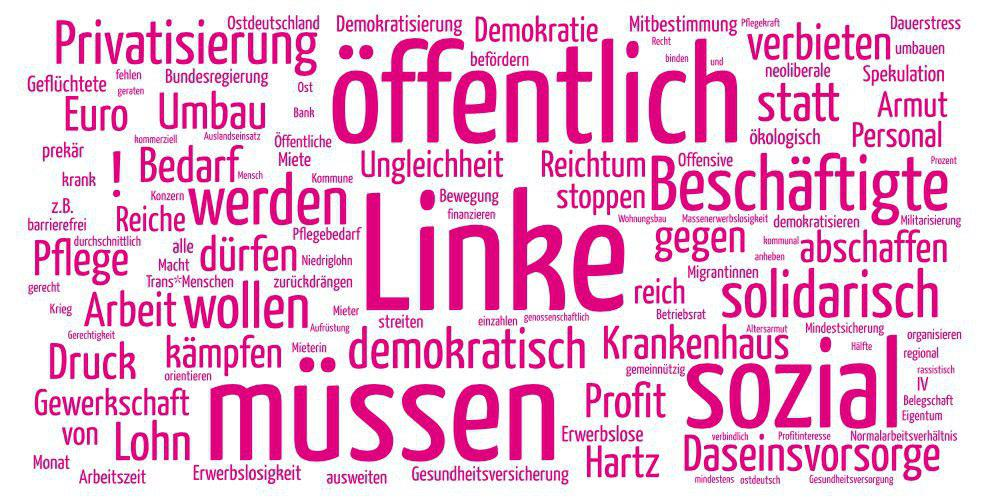 Ostdeutschland
Demokratisierung
Demokratie
Mitbestimmung
Pflegekraft
Dauerstress
Privatisierung
öffentlich
Recht
verbieten
umbauen
befördern
binden
und
Geflüchtete
fehlen
geraten
Bundesregierung
Ost
neoliberale
Spekulation
Euro
Umbau
Bank
statt
Armut
kommerziell
Auslandseinsatz
Öffentliche
ökologisch
Personal
prekär
!
Bedarf
Mensch
Miete
Ungleichheit
Reichtum
Offensive
Prozent
krank
Kommune
Konzern
werden
Bewegung
stoppen
Beschäftigte
z.B.
barrierefrei
Reiche
finanzieren
Linke
Wohnungsbau
Massenerwerbslosigkeit
demokratisieren
Militarisierung
Pflege
durchschnittlich
alle
dürfen
Pflegebedarf
gegen
kommunal
abschaffen
Macht
Niedriglohn
anheben
gerecht
Trans*Menschen
zurückdrängen
Migrantinnen
Krieg
Arbeit
wollen
Mieter
reich
solidarisch
Betriebsrat
Aufrüstung
streiten
einzahlen
genossenschaftlich
Gerechtigkeit
Druck
kämpfen
Mieterin
demokratisch
Krankenhaus
Altersarmut
Mindestsicherung
organisieren
Hälfte
regional
orientieren
gemeinnützig
rassistisch
müssen
sozial
IV
Gewerkschaft
Profit
Belegschaft
Eigentum
von
Lohn
Erwerbslose
verbindlich
Profitinteresse
Normalarbeitsverhältnis
Monat
Hartz
Daseinsvorsorge
Arbeitszeit
Erwerbslosigkeit
ausweiten
Gesundheitsversicherung
mindestens
ostdeutsch
Gesundheitsversorgung